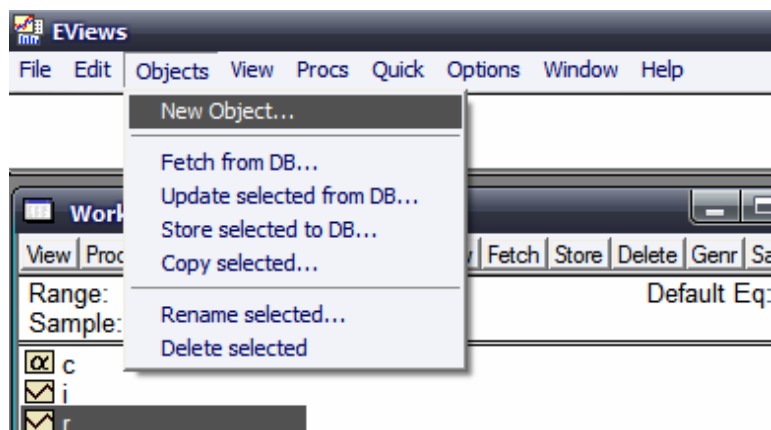 EViews
File Edit Objects View Procs Quick Options Window Help
New Object...
Fetch from DB...
Update selected from DB...
Store selected to DB...
Copy selected...
Rename selected...
Delete selected
View Fetch Store Delete Genr
Range: Default Eq:
Sample:
c
i
r